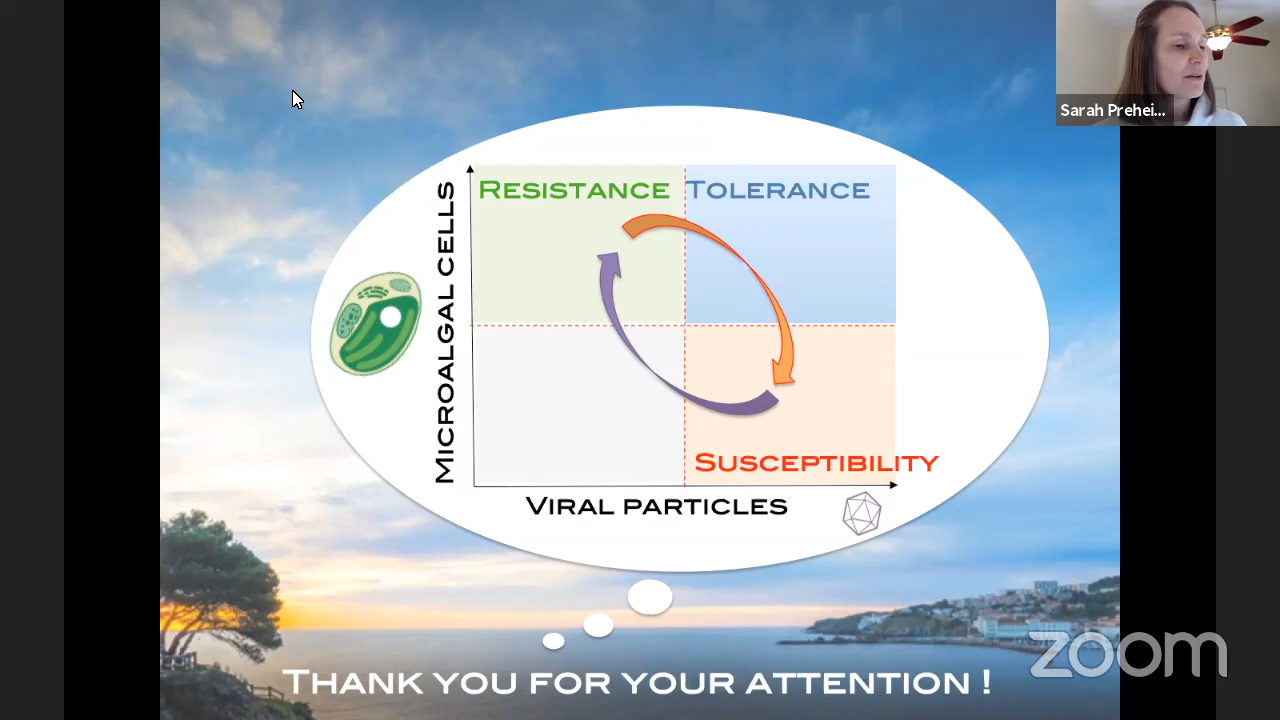 Sarah Prehei...
RESISTANCE
TOLERANCE
MICROALGAL CELLS
SUSCEPTIBILITY
VIRAL PARTICLES
zoom
THANK YOU FOR YOUR ATTENTION !